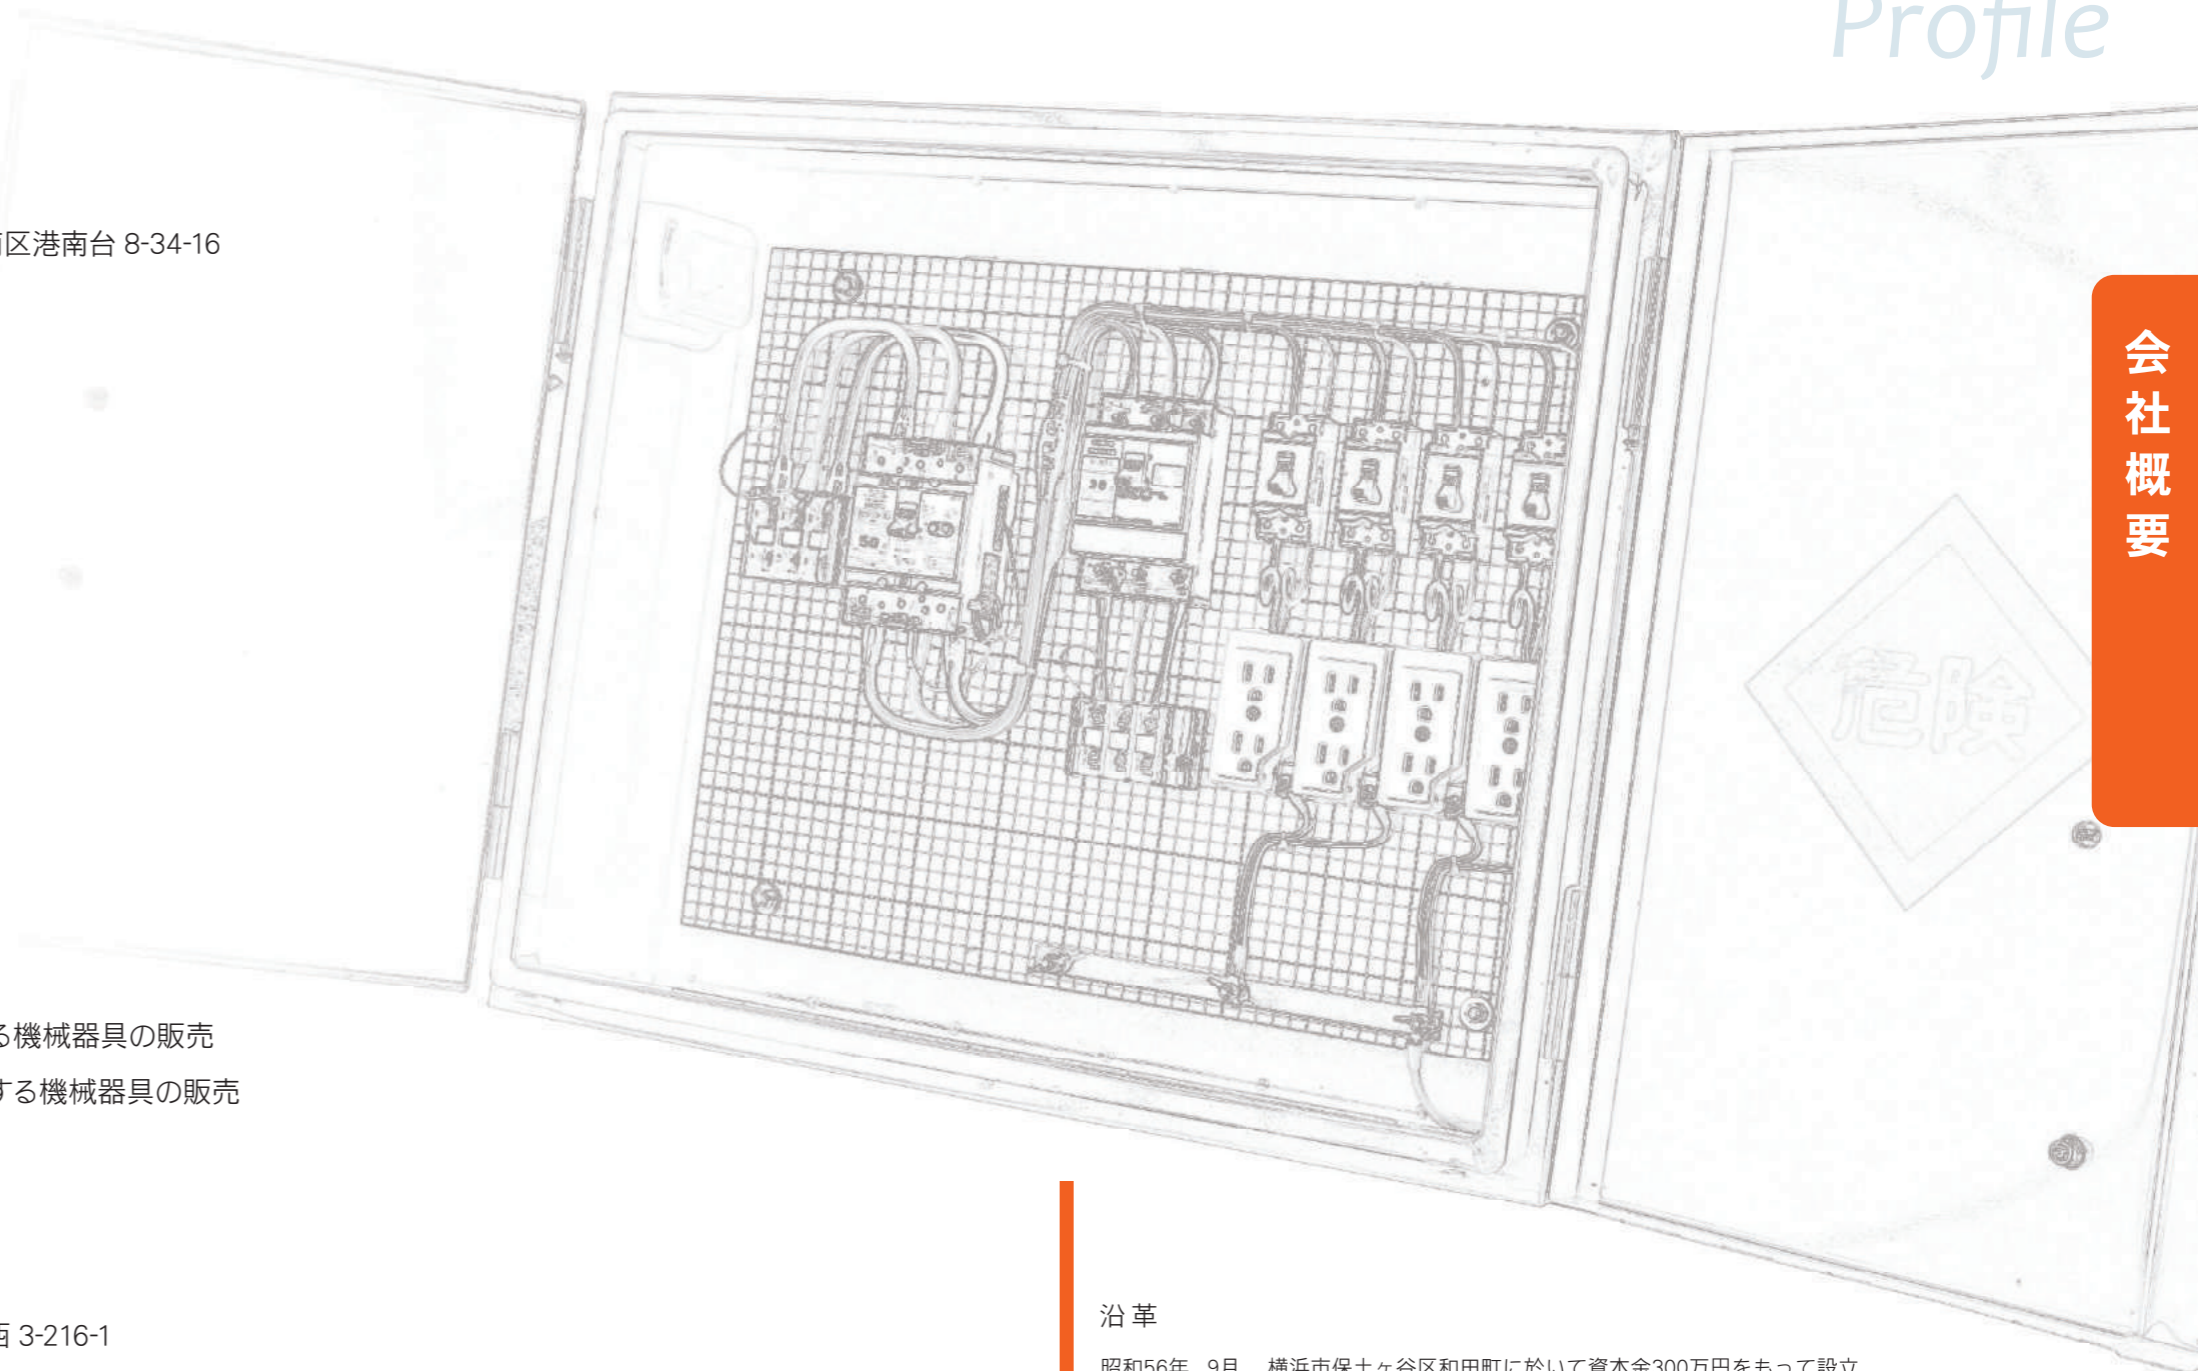 Profile
区港南台 8-34-16
会社概要
危険
る機械器具の販売
する機械器具の販売
3-216-1
沿革
昭和56年 9月 横浜市保土ヶ谷区和田町に於いて資本金300万円をもって設立
50
30